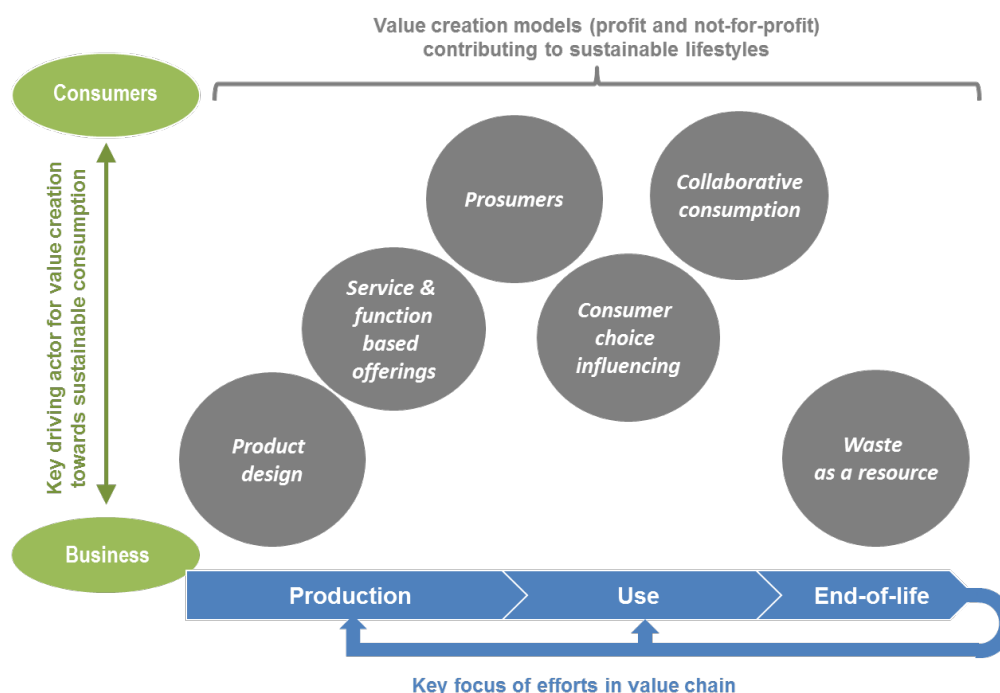 Value creation models (profit and not-for-profit)
contributing to sustainable lifestyles
Consumers
Key driving actor for value creation
towards sustainable consumption
Business
Prosumers
Collaborative
consumption
Service &
function
based
offerings
Consumer
choice
influencing
Product
design
Waste
as a resource
Production
Use
End-of-life
Key focus of efforts in value chain